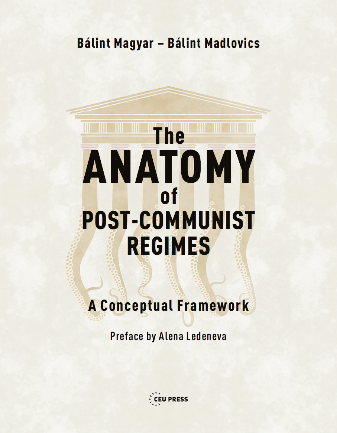 Bálint Magyar – Bálint Madlovics
The
ANATOMY
of
POST-COMMUNIST
REGIMES
A Conceptual Framework
Preface by Alena Ledeneva
CEU PRESS